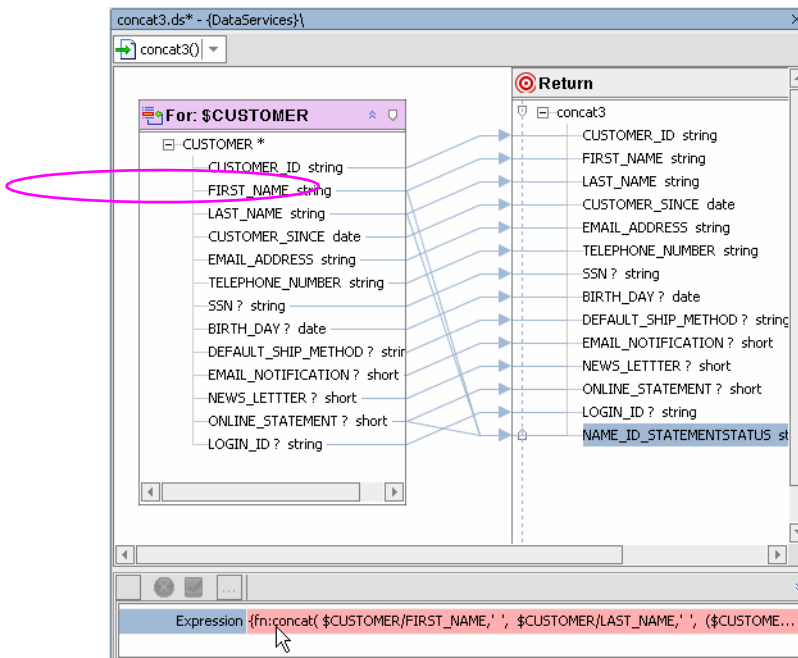 concat3.ds* - {DataServices}\
concat3()
For: $CUSTOMER
CUSTOMER *
CUSTOMER_ID string
FIRST_NAME string
LAST_NAME string
CUSTOMER_SINCE date
EMAIL_ADDRESS string
TELEPHONE_NUMBER string
SSN ? string
BIRTH_DAY ? date
DEFAULT_SHIP_METHOD ? strin
EMAIL_NOTIFICATION ? short
NEWS_LETTTER ? short
ONLINE_STATEMENT ? short
LOGIN_ID ? string
Return
concat3
CUSTOMER_ID string
FIRST_NAME string
LAST_NAME string
CUSTOMER_SINCE date
EMAIL_ADDRESS string
TELEPHONE_NUMBER string
SSN ? string
BIRTH_DAY ? date
DEFAULT_SHIP_METHOD ? string
EMAIL_NOTIFICATION ? short
NEWS_LETTTER ? short
ONLINE_STATEMENT ? short
LOGIN_ID ? string
NAME_ID_STATEMENTSTATUS st
Expression {fn:concat( $CUSTOMER/FIRST_NAME,' ', $CUSTOMER/LAST_NAME,' ', ($CUSTOME...